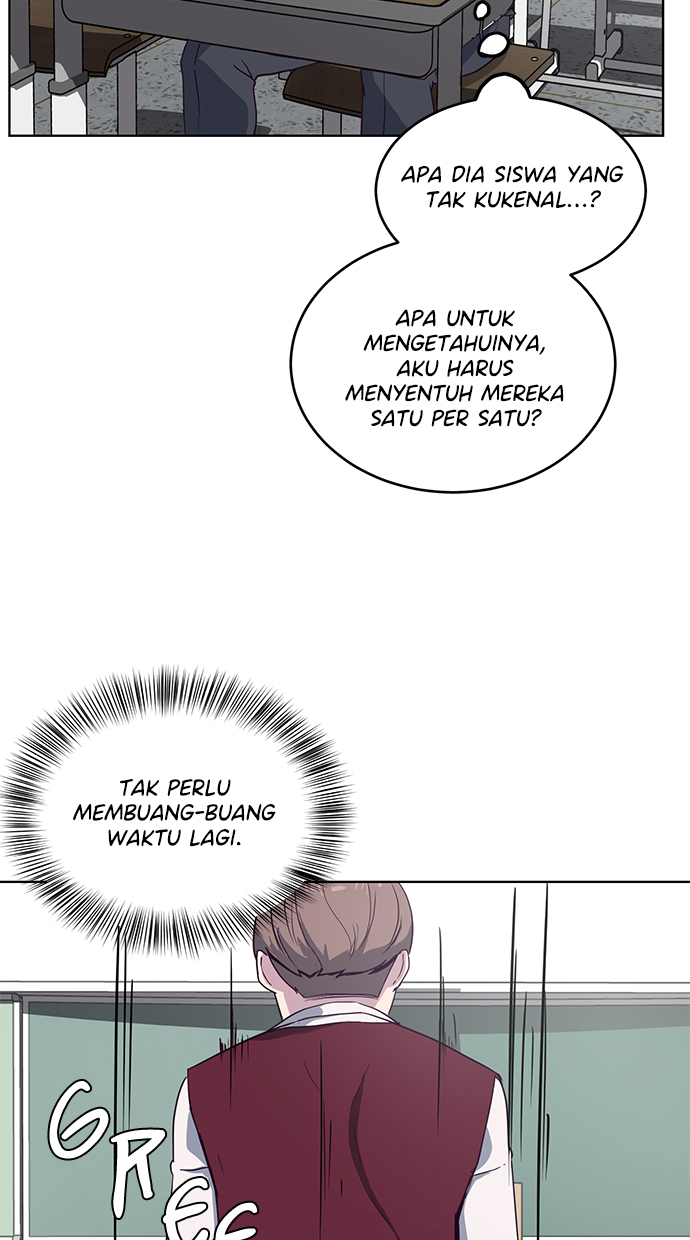 APA DIA SISWA YANG
TAK KUKENAL...?
APA UNTUK
MENGETAHUINYA,
AKU HARUS
MENYENTUH MEREKA
SATU PER SATU?
TAK PERLU
MEMBUANG-BUANG
WAKTU LAGI.
GREE